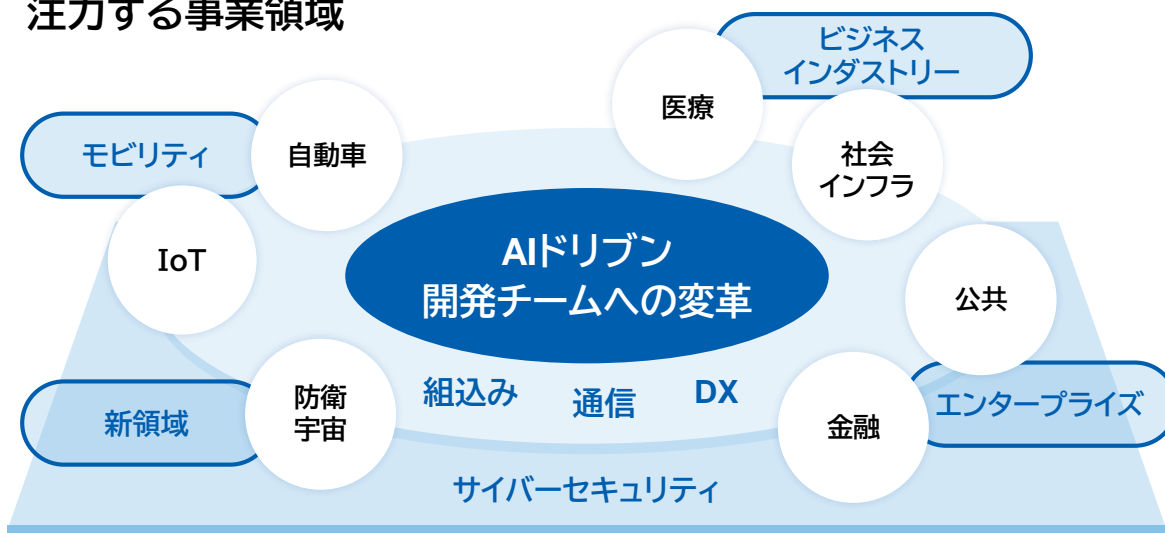 注力する事業領域
ビジネス
インダストリー
医療
社会
インフラ
モビリティ
自動車
IoT
AIドリブン
開発チームへの変革
公共
新領域
防衛
宇宙
組込み
通信
DX
金融
エンタープライズ
サイバーセキュリティ